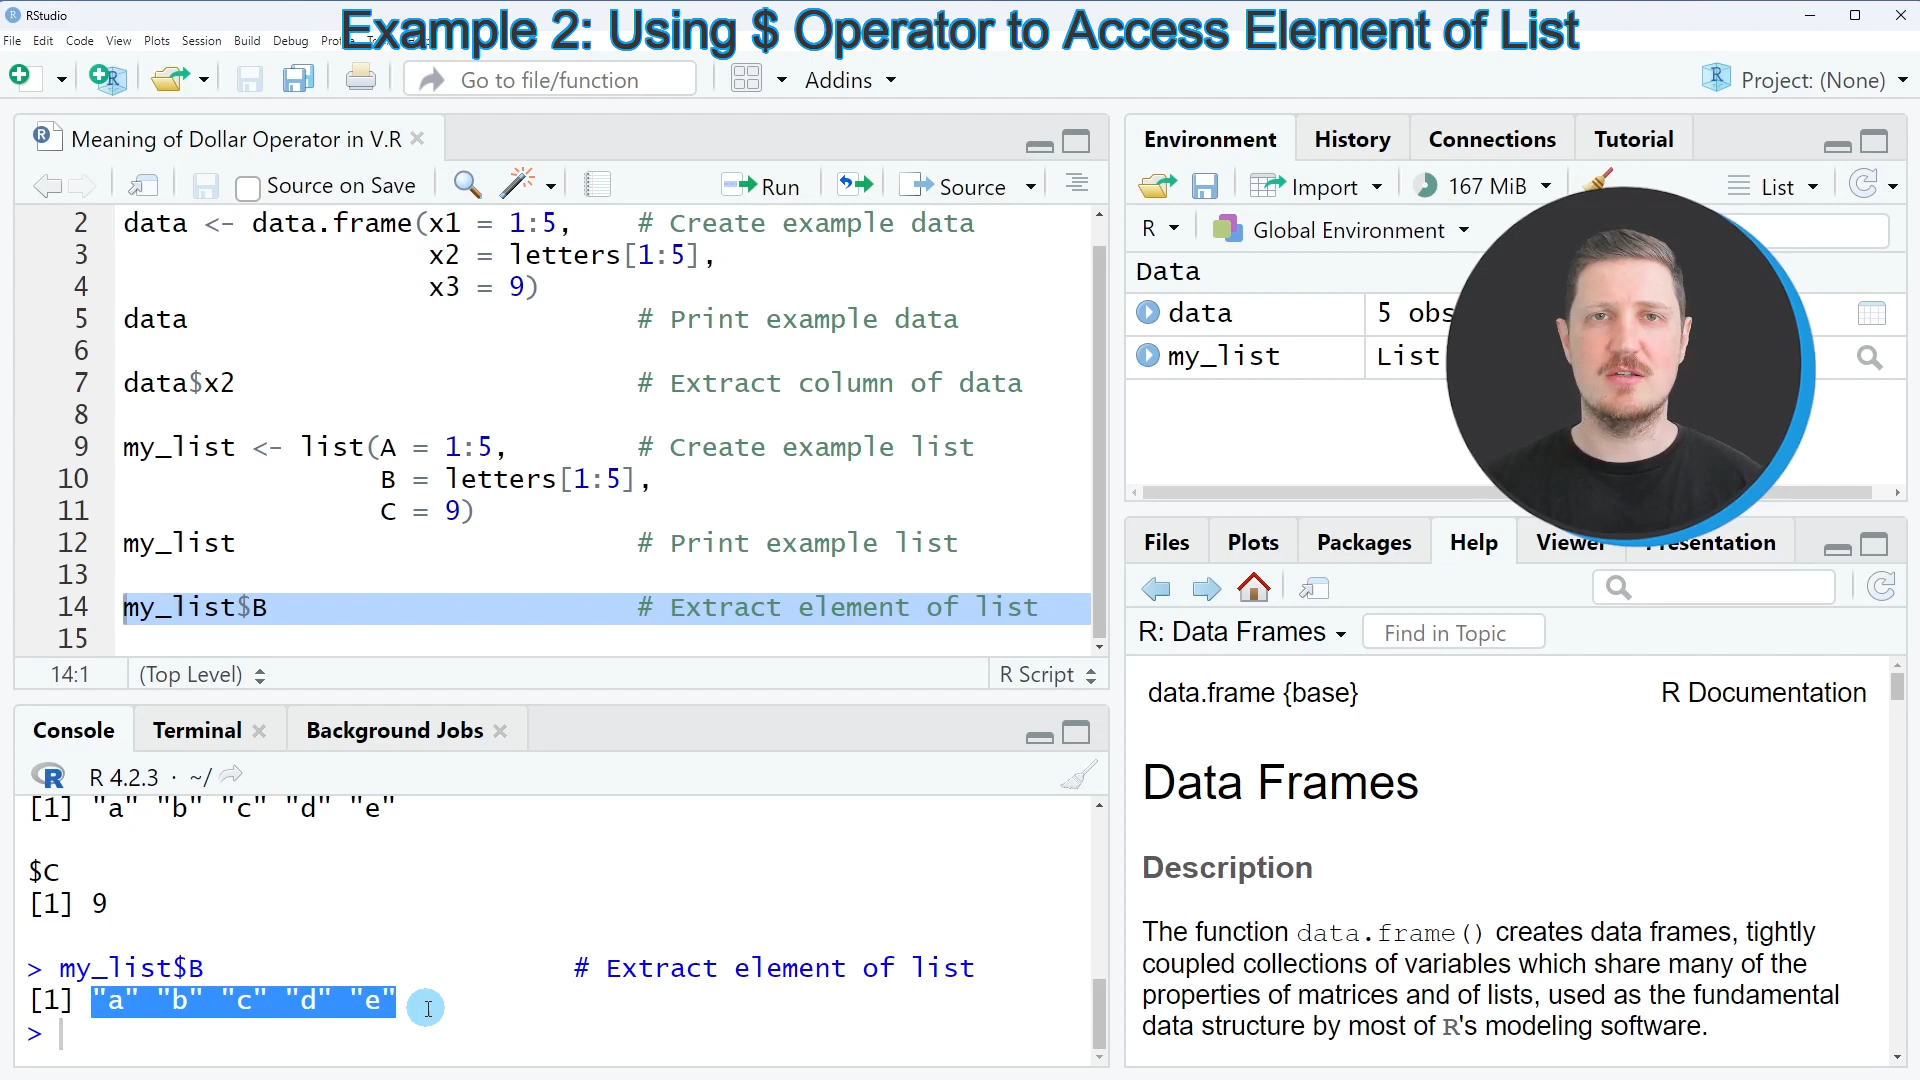 RStudio
Example 2: Using $ Operator to Access Element of List
File Edit Code View Plots Session Build Debug
Go to file/function
Addins
Project: (None)
Meaning of Dollar Operator in V.R
Source on Save
Run
Source
2 data <- data.frame(x1 = 1:5, # Create example data
3 x2 = letters[1:5],
4 x3 = 9)
5 data # Print example data
6
7 data$x2 # Extract column of data
8
9 my_list <- list(A = 1:5, # Create example list
10 B = letters[1:5],
11 C = 9)
12 my_list # Print example list
13
14 my_list$B # Extract element of list
15
14:1 (Top Level) R Script
Console Terminal Background Jobs
R 4.2.3 · ~/
[1] "a" "b" "c" "d" "e"
$C
[1] 9
> my_list$B # Extract element of list
[1] "a" "b" "c" "d" "e"
>
Environment History Connections Tutorial
Import 167 MiB List
R Global Environment
Data
data 5 obs
my_list List
Files Plots Packages Help Viewer Presentation
R: Data Frames Find in Topic
data.frame {base} R Documentation
Data Frames
Description
The function data.frame() creates data frames, tightly
coupled collections of variables which share many of the
properties of matrices and of lists, used as the fundamental
data structure by most of R's modeling software.